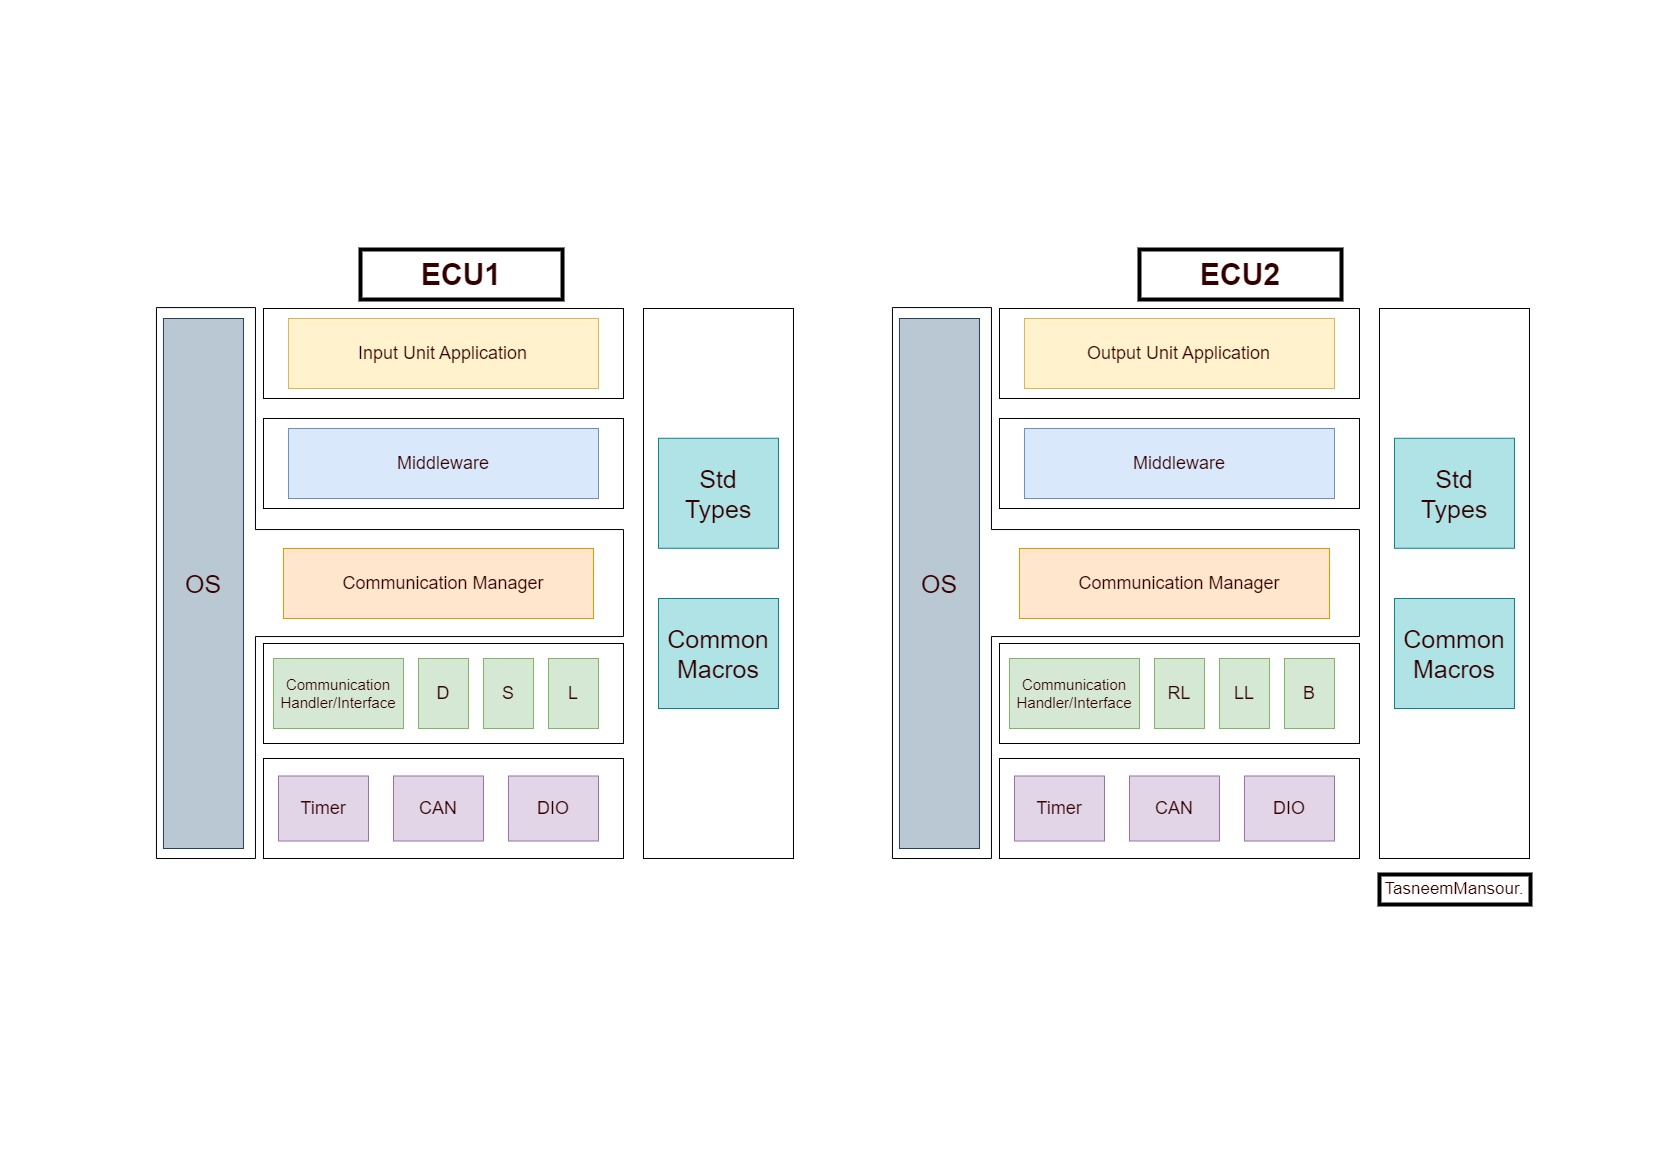 ECU1
OS
Input Unit Application
Middleware
Communication Manager
Communication
Handler/Interface
D
S
L
Timer
CAN
DIO
Std
Types
Common
Macros
ECU2
OS
Output Unit Application
Middleware
Communication Manager
Communication
Handler/Interface
RL
LL
B
Timer
CAN
DIO
Std
Types
Common
Macros
TasneemMansour.